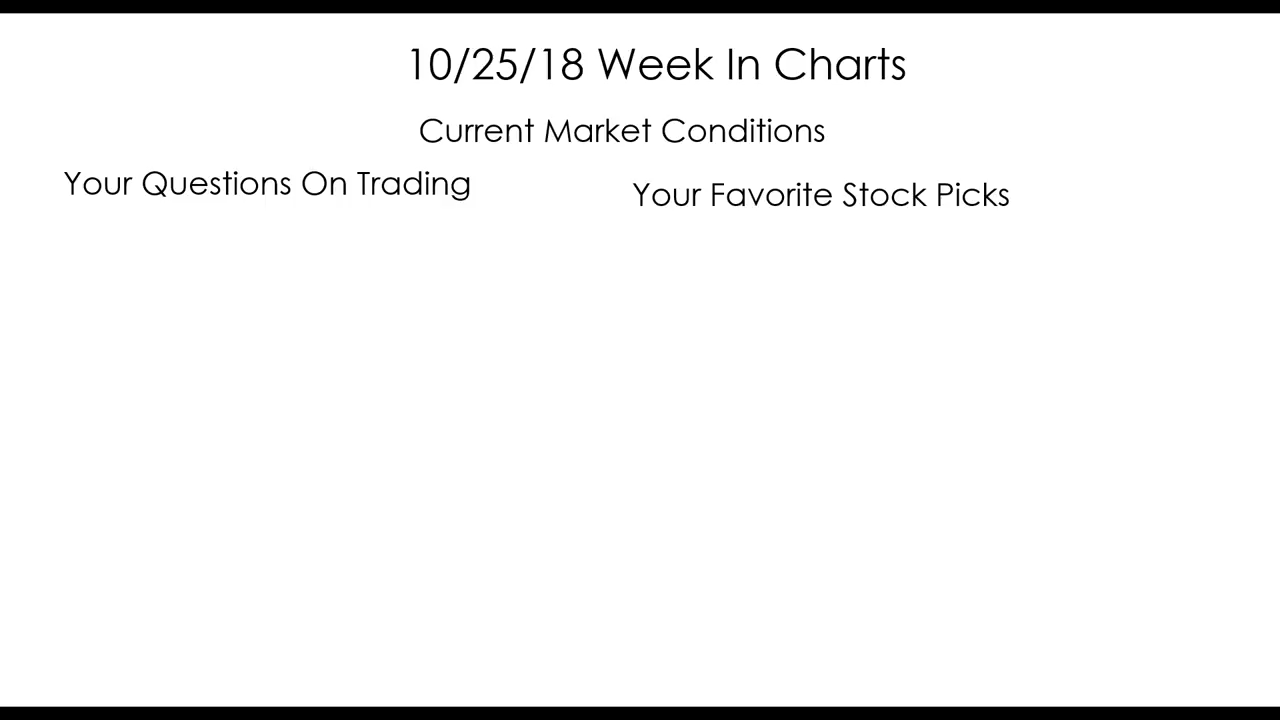 10/25/18 Week In Charts
Current Market Conditions
Your Questions On Trading
Your Favorite Stock Picks